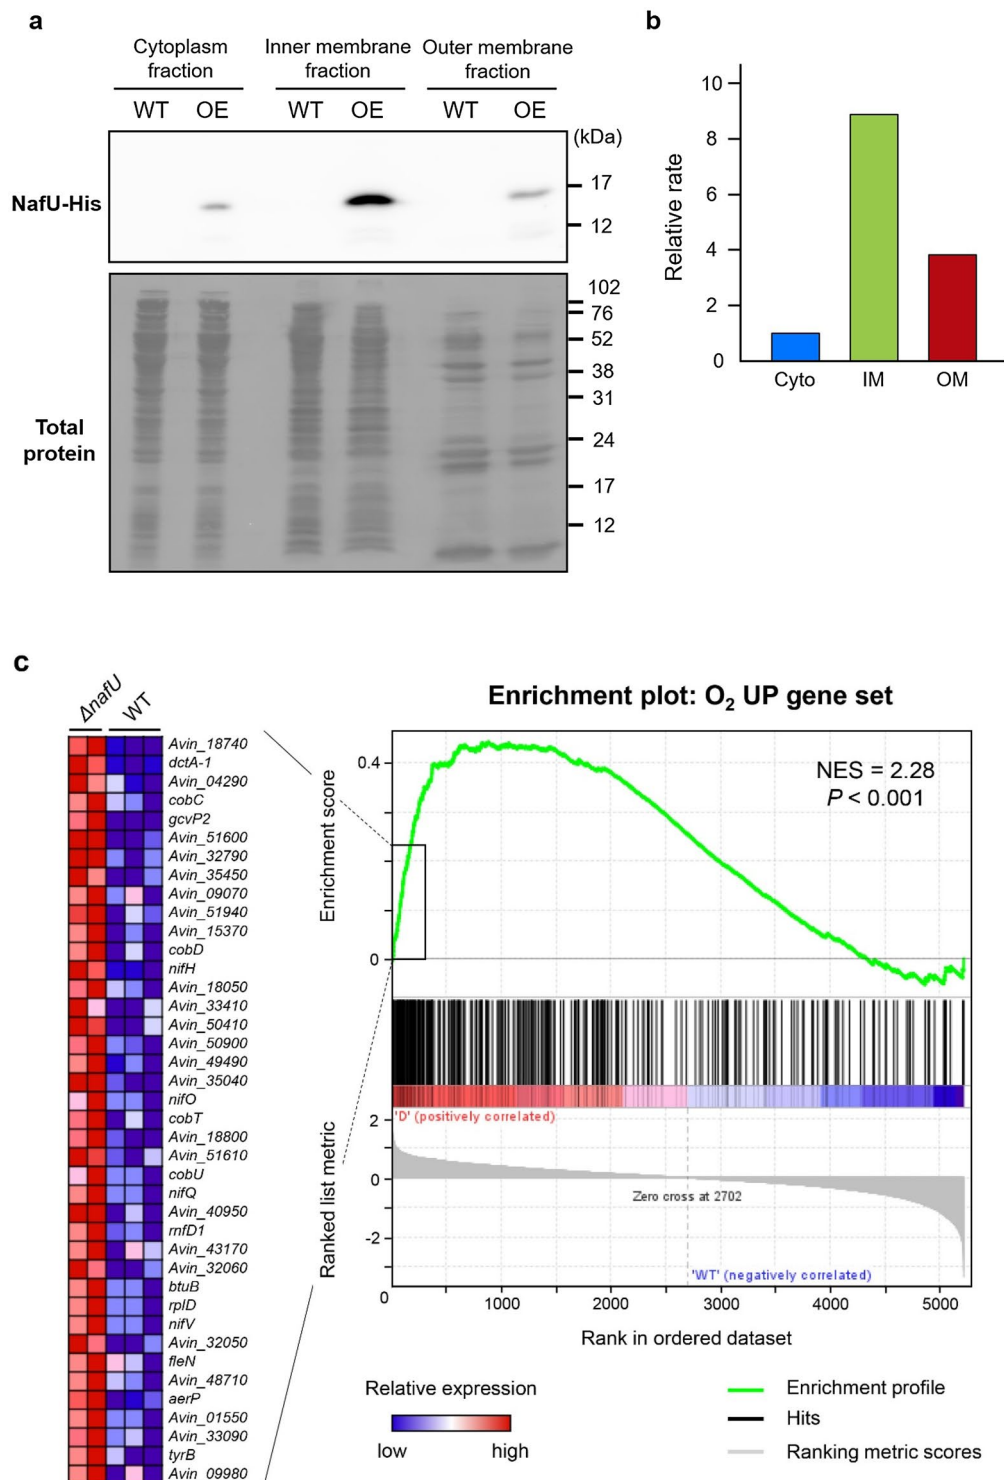 a
Cytoplasm fraction
Inner membrane fraction
Outer membrane fraction
WT OE WT OE WT OE
(kDa)
NafU-His
17
12
Total protein
102
76
52
38
31
24
17
12
b
Relative rate
10
8
6
4
2
0
Cyto IM OM
c
ΔnafU WT
Avin_18740
dctA-1
Avin_04290
cobC
gcvP2
Avin_51600
Avin_32790
Avin_35450
Avin_09070
Avin_51940
Avin_15370
cobD
nifH
Avin_18050
Avin_33410
Avin_50410
Avin_50900
Avin_49490
Avin_35040
nifO
cobT
Avin_18800
Avin_51610
cobU
nifQ
Avin_40950
rnfD1
Avin_43170
Avin_32060
btuB
rplD
nifV
Avin_32050
fleN
Avin_48710
aerP
Avin_01550
Avin_33090
tyrB
Avin_09980
Enrichment plot: O₂ UP gene set
Enrichment score
0.4
0
NES = 2.28
P < 0.001
'D' (positively correlated)
Ranked list metric
2
0
-2
Zero cross at 2702
'WT' (negatively correlated)
0 1000 2000 3000 4000 5000
Rank in ordered dataset
Relative expression
low high
Enrichment profile
Hits
Ranking metric scores